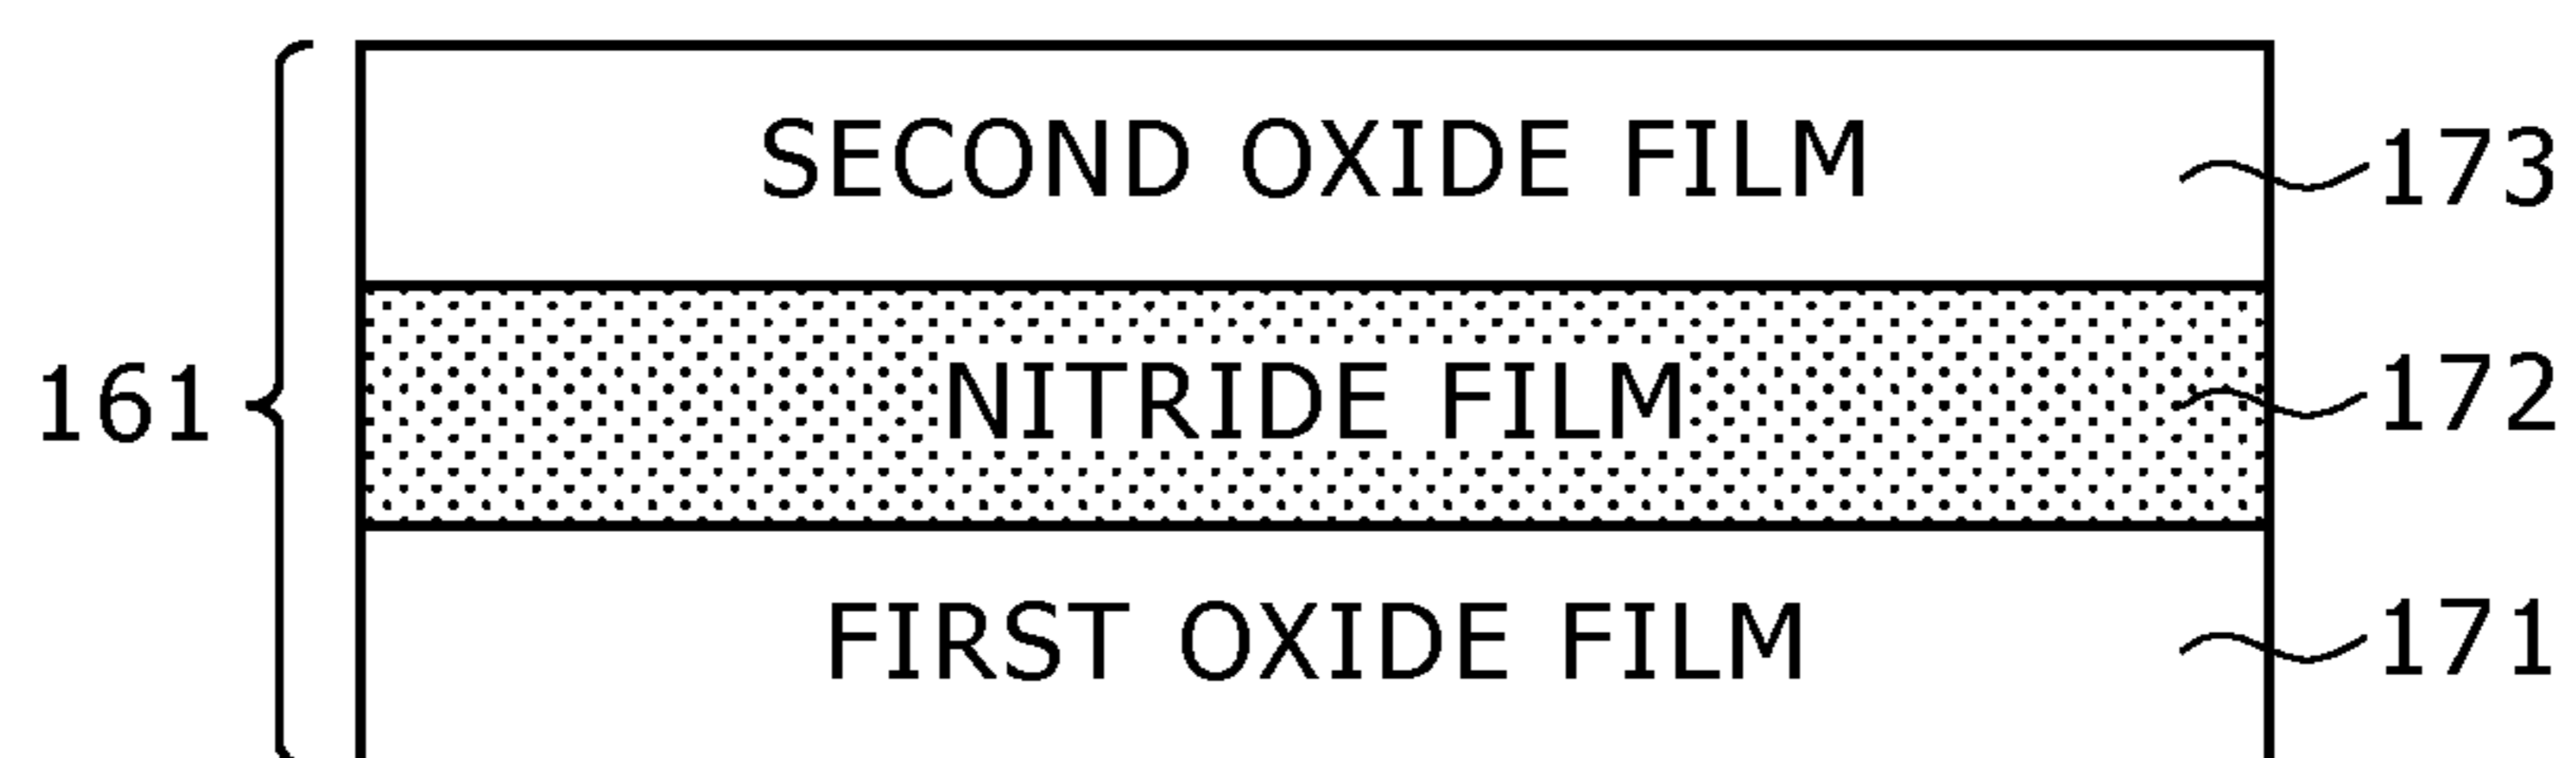 SECOND OXIDE FILM 173
161 NITRIDE FILM 172
FIRST OXIDE FILM 171